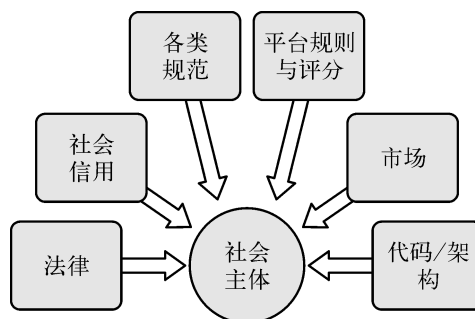 各类
规范
平台规则
与评分
社会
信用
市场
法律
社会
主体
代码/架
构